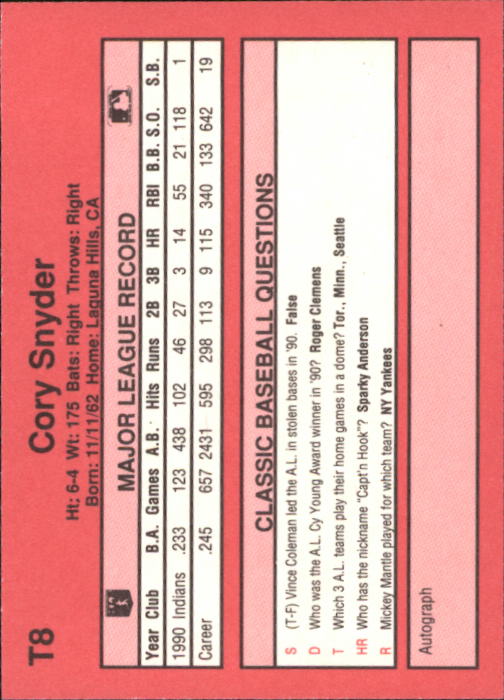 T8
Cory Snyder
Ht: 6-4 Wt: 175 Bats: Right Throws: Right
Born: 11/11/62 Home: Laguna Hills, CA
MAJOR LEAGUE RECORD
Year Club B.A. Games A.B. Hits Runs 2B 3B HR RBI B.B. S.O. S.B.
1990 Indians .233 123 438 102 46 27 3 14 55 21 118 1
Career .245 657 2431 595 298 113 9 115 340 133 642 19
CLASSIC BASEBALL QUESTIONS
S (T-F) Vince Coleman led the A.L. in stolen bases in '90. False
D Who was the A.L. Cy Young Award winner in '90? Roger Clemens
T Which 3 A.L. teams play their home games in a dome? Tor., Minn., Seattle
HR Who has the nickname "Capt'n Hook"? Sparky Anderson
R Mickey Mantle played for which team? NY Yankees
Autograph